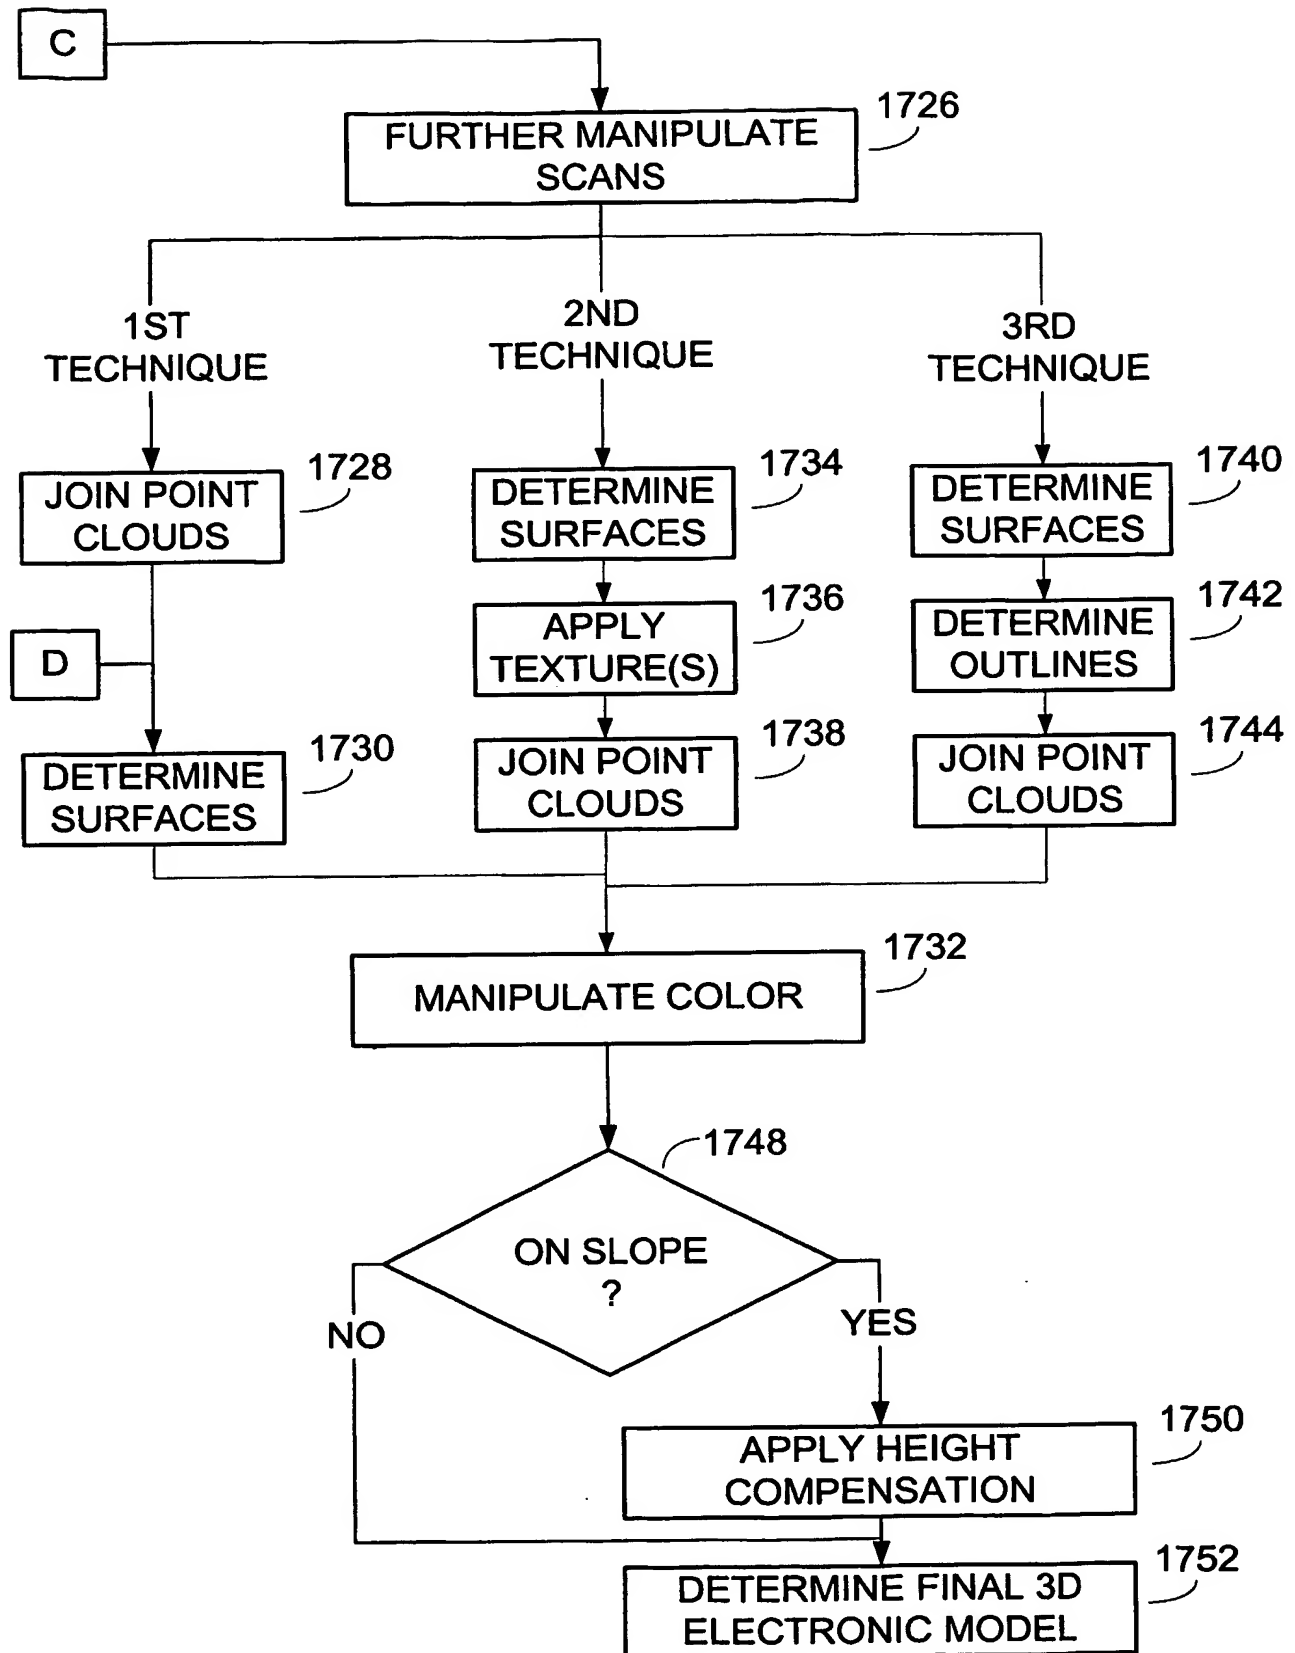 C
1726
FURTHER MANIPULATE
SCANS
1ST
TECHNIQUE
2ND
TECHNIQUE
3RD
TECHNIQUE
1728
JOIN POINT
CLOUDS
D
1730
DETERMINE
SURFACES
1734
DETERMINE
SURFACES
1736
APPLY
TEXTURE(S)
1738
JOIN POINT
CLOUDS
1740
DETERMINE
SURFACES
1742
DETERMINE
OUTLINES
1744
JOIN POINT
CLOUDS
1732
MANIPULATE COLOR
1748
ON SLOPE
?
NO
YES
1750
APPLY HEIGHT
COMPENSATION
1752
DETERMINE FINAL 3D
ELECTRONIC MODEL